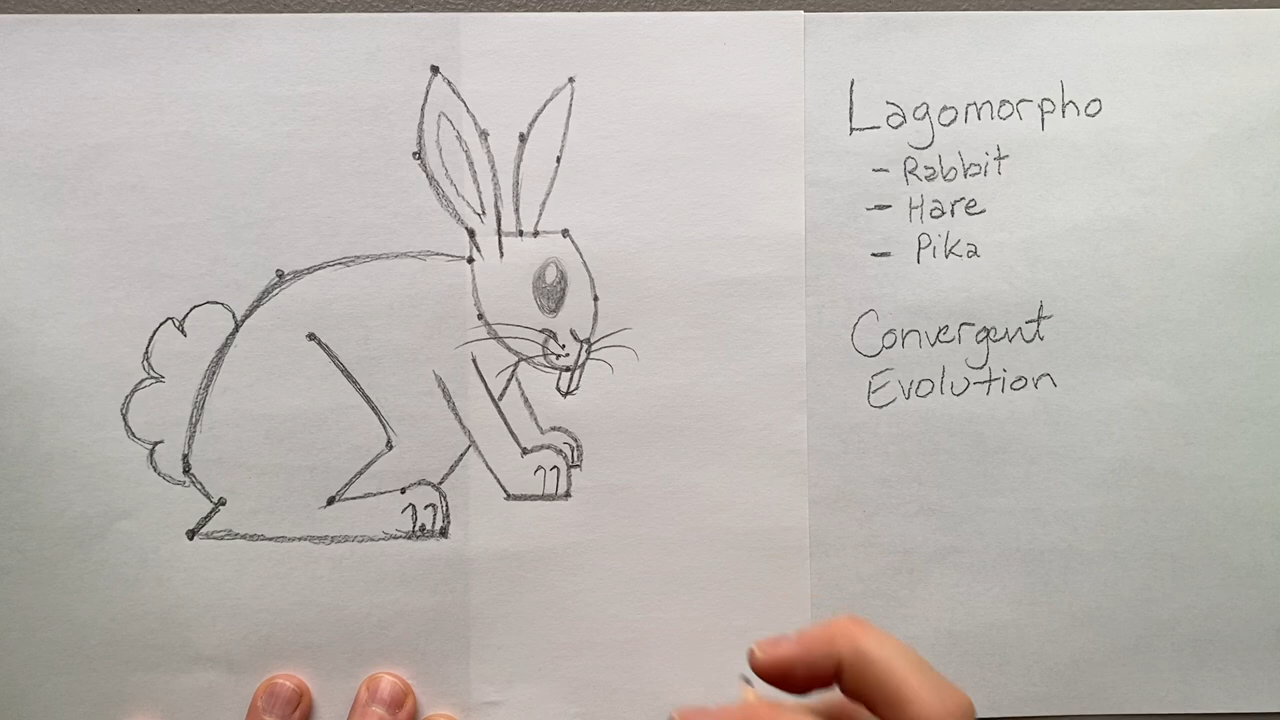 Lagomorpho
- Rabbit
- Hare
- Pika
Convergent
Evolution